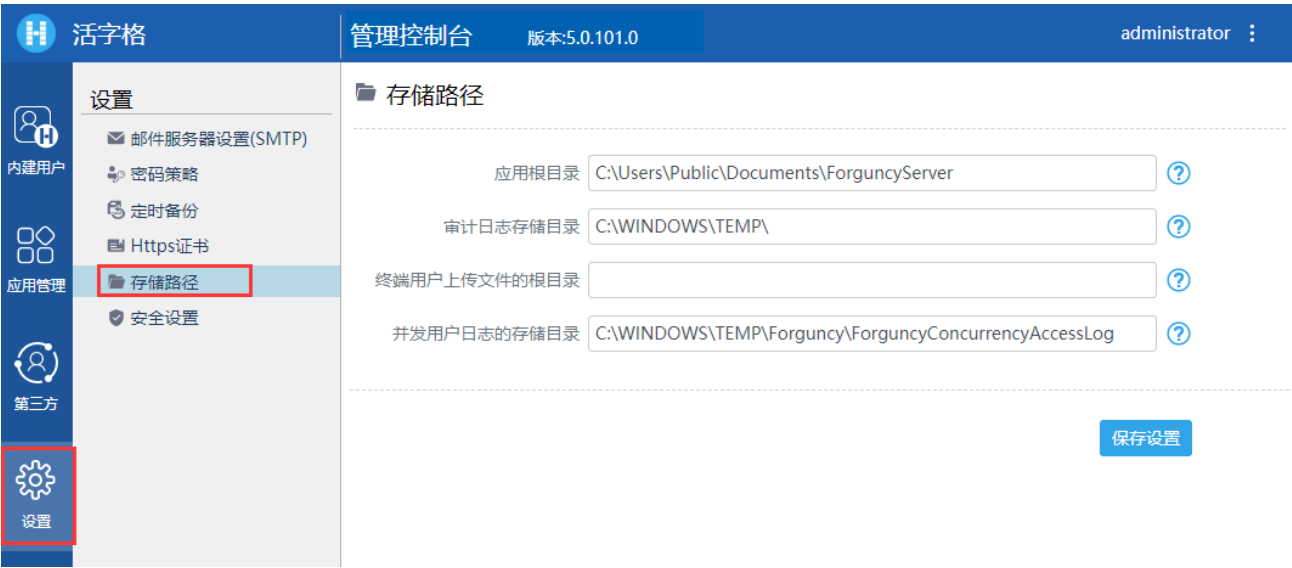 活字格
管理控制台 版本:5.0.101.0
administrator
内建用户
应用管理
第三方
设置
设置
邮件服务器设置(SMTP)
密码策略
定时备份
Https证书
存储路径
安全设置
存储路径
应用根目录 C:\Users\Public\Documents\ForguncyServer ?
审计日志存储目录 C:\WINDOWS\TEMP\ ?
终端用户上传文件的根目录 ?
并发用户日志的存储目录 C:\WINDOWS\TEMP\Forguncy\ForguncyConcurrencyAccessLog ?
保存设置